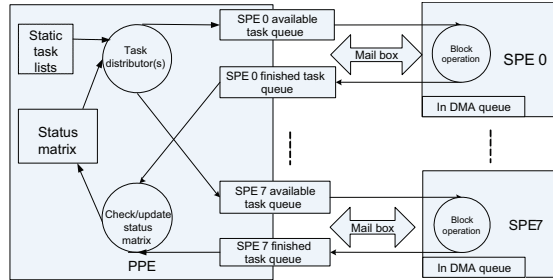 Static
task
lists
Task
distributor(s)
Status
matrix
Check/update
status
matrix
PPE
SPE 0 available
task queue
SPE 0 finished task
queue
SPE 7 available
task queue
SPE 7 finished
task queue
Mail box
Block
operation
SPE 0
In DMA queue
Mail box
Block
operation
SPE7
In DMA queue